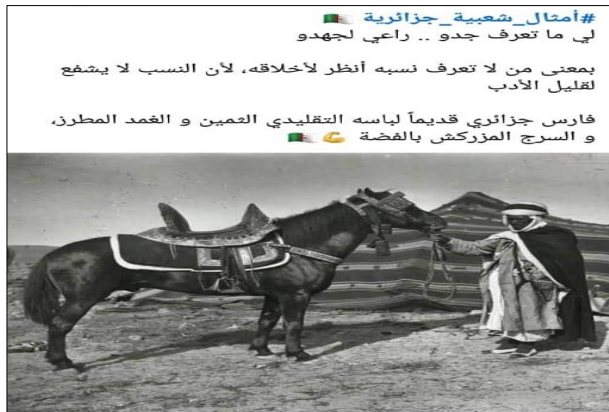 #أمثال_شعبية_جزائرية 🇩🇿
لي ما تعرف جدو .. راعي لجهدو
بمعنى من لا تعرف نسبه أنظر لأخلاقه، لأن النسب لا يشفع
لقليل الأدب
فارس جزائري قديماً لباسه التقليدي الثمين و الغمد المطرز،
و السرج المزركش بالفضة 💪 🇩🇿